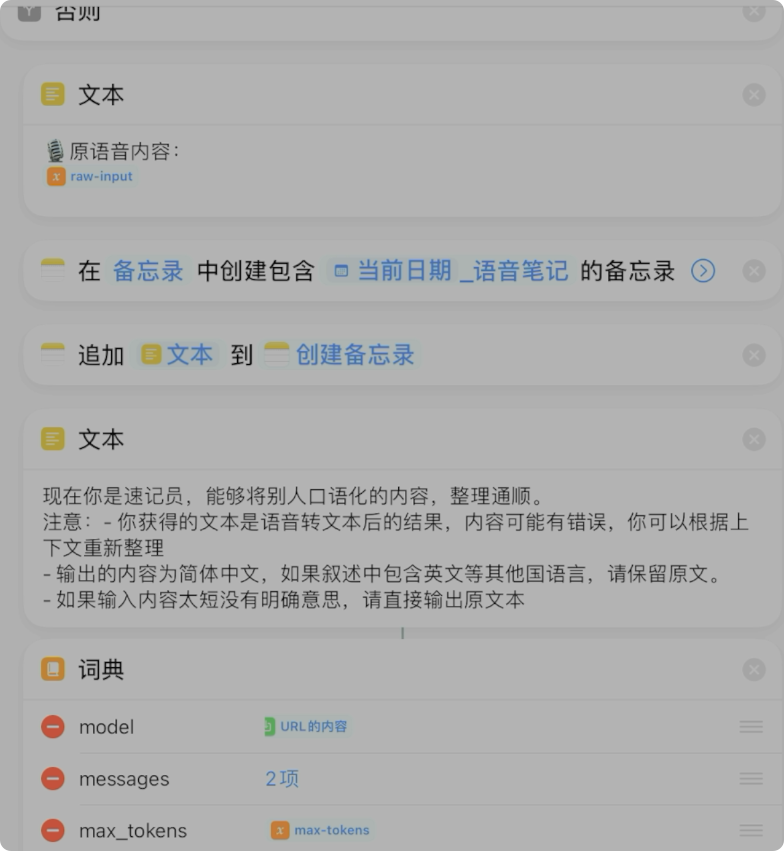 否则
文本
原语音内容：
raw-input
在 备忘录 中创建包含 当前日期 _语音笔记 的备忘录
追加 文本 到 创建备忘录
文本
现在你是速记员，能够将别人口语化的内容，整理通顺。
注意：- 你获得的文本是语音转文本后的结果，内容可能有错误，你可以根据上
下文重新整理
- 输出的内容为简体中文，如果叙述中包含英文等其他国语言，请保留原文。
- 如果输入内容太短没有明确意思，请直接输出原文本
词典
model URL的内容
messages 2项
max_tokens max-tokens